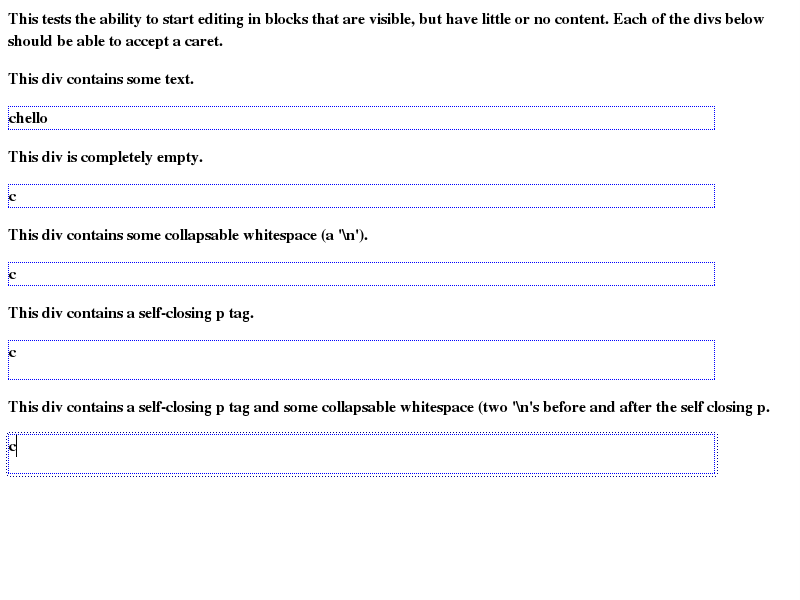 This tests the ability to start editing in blocks that are visible, but have little or no content. Each of the divs below
should be able to accept a caret.
This div contains some text.
chello
This div is completely empty.
c
This div contains some collapsable whitespace (a '\n').
c
This div contains a self-closing p tag.
c
This div contains a self-closing p tag and some collapsable whitespace (two '\n's before and after the self closing p.
c